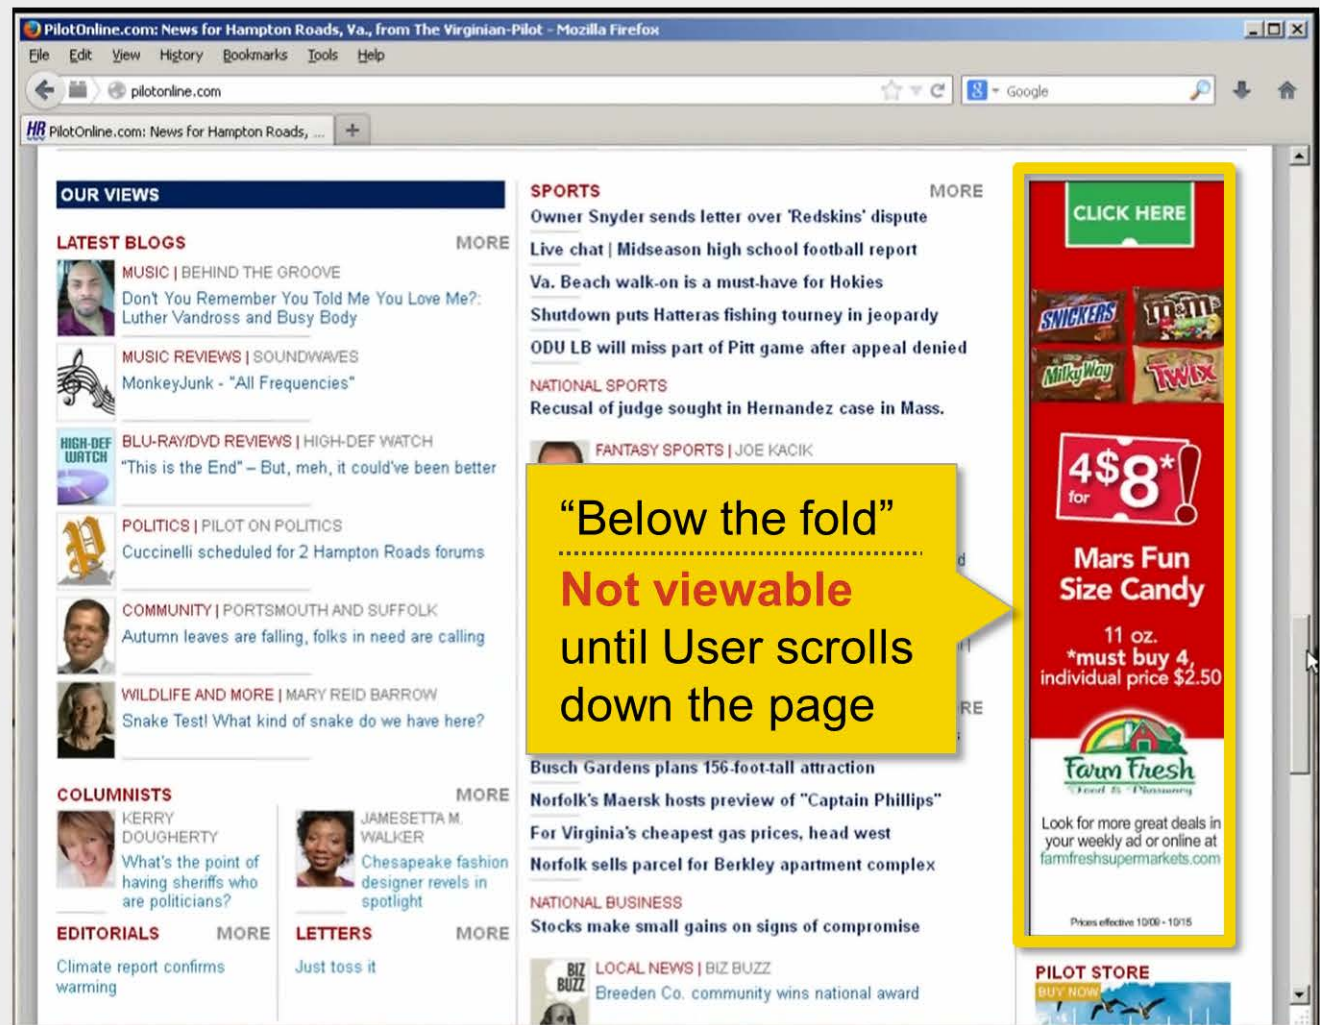 PilotOnline.com: News for Hampton Roads, Va., from The Virginian-Pilot - Mozilla Firefox
File Edit View History Bookmarks Tools Help
pilotonline.com
Google
PilotOnline.com: News for Hampton Roads, ...
OUR VIEWS
LATEST BLOGS MORE
MUSIC | BEHIND THE GROOVE
Don't You Remember You Told Me You Love Me?:
Luther Vandross and Busy Body
MUSIC REVIEWS | SOUNDWAVES
MonkeyJunk - "All Frequencies"
HIGH-DEF
WATCH
BLU-RAY/DVD REVIEWS | HIGH-DEF WATCH
"This is the End" – But, meh, it could've been better
POLITICS | PILOT ON POLITICS
Cuccinelli scheduled for 2 Hampton Roads forums
COMMUNITY | PORTSMOUTH AND SUFFOLK
Autumn leaves are falling, folks in need are calling
WILDLIFE AND MORE | MARY REID BARROW
Snake Test! What kind of snake do we have here?
COLUMNISTS MORE
KERRY
DOUGHERTY
What's the point of
having sheriffs who
are politicians?
JAMESETTA M.
WALKER
Chesapeake fashion
designer revels in
spotlight
EDITORIALS MORE
Climate report confirms
warming
LETTERS MORE
Just toss it
SPORTS MORE
Owner Snyder sends letter over 'Redskins' dispute
Live chat | Midseason high school football report
Va. Beach walk-on is a must-have for Hokies
Shutdown puts Hatteras fishing tourney in jeopardy
ODU LB will miss part of Pitt game after appeal denied
NATIONAL SPORTS
Recusal of judge sought in Hernandez case in Mass.
FANTASY SPORTS | JOE KACIK
“Below the fold”
Not viewable
until User scrolls
down the page
Busch Gardens plans 156-foot-tall attraction
Norfolk's Maersk hosts preview of "Captain Phillips"
For Virginia's cheapest gas prices, head west
Norfolk sells parcel for Berkley apartment complex
NATIONAL BUSINESS
Stocks make small gains on signs of compromise
BIZ
BUZZ
LOCAL NEWS | BIZ BUZZ
Breeden Co. community wins national award
CLICK HERE
SNICKERS m&m's
Milky Way TWIX
4 for $8*
Mars Fun
Size Candy
11 oz.
*must buy 4,
individual price $2.50
Farm Fresh
Food & Pharmacy
Look for more great deals in
your weekly ad or online at
farmfreshsupermarkets.com
Prices effective 10/09 - 10/15
PILOT STORE
BUY NOW